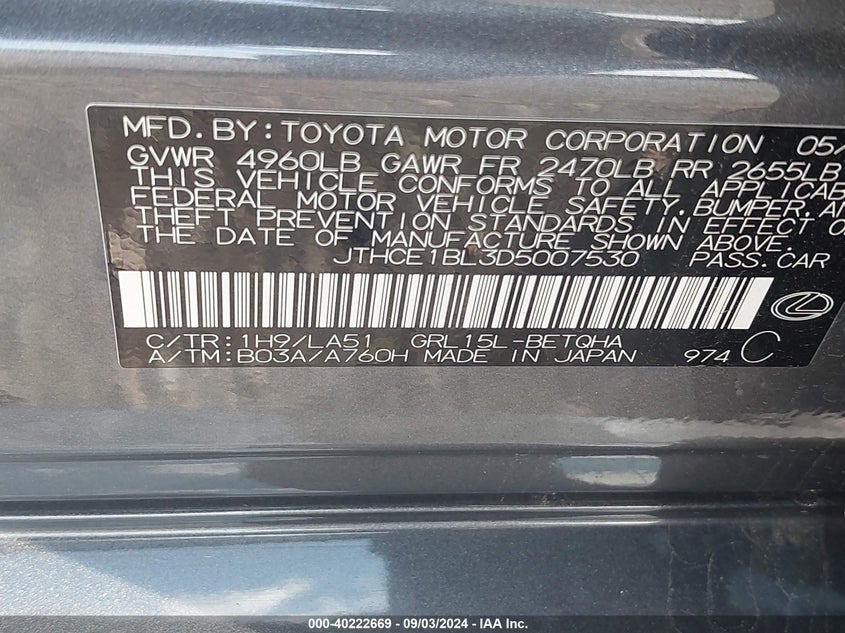 MFD. BY: TOYOTA MOTOR CORPORATION 05/
GVWR 4960LB GAWR FR 2470LB RR 2655LB
THIS VEHICLE CONFORMS TO ALL APPLICAB
FEDERAL MOTOR VEHICLE SAFETY, BUMPER, AN
THEFT PREVENTION STANDARDS IN EFFECT O
THE DATE OF MANUFACTURE SHOWN ABOVE.
JTHCE1BL3D5007530 PASS. CAR
C/TR: 1H9/LA51 GRL15L-BETQHA
A/TM: B03A/A760H MADE IN JAPAN 974 C
000-40222669 - 09/03/2024 - IAA Inc.